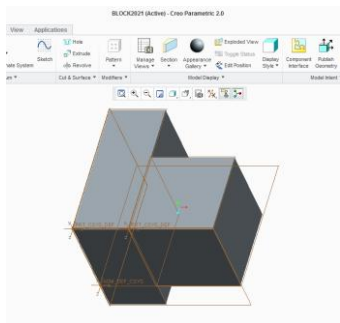 BLOCK2021 (Active) - Creo Parametric 2.0
View Applications
Hole
Extrude
Revolve
Sketch
Pattern
Manage Views
Section
Appearance Gallery
Exploded View
Toggle Status
Edit Position
Display Style
Component Interface
Publish Geometry
Cut & Surface Modifiers Model Display Model Intent